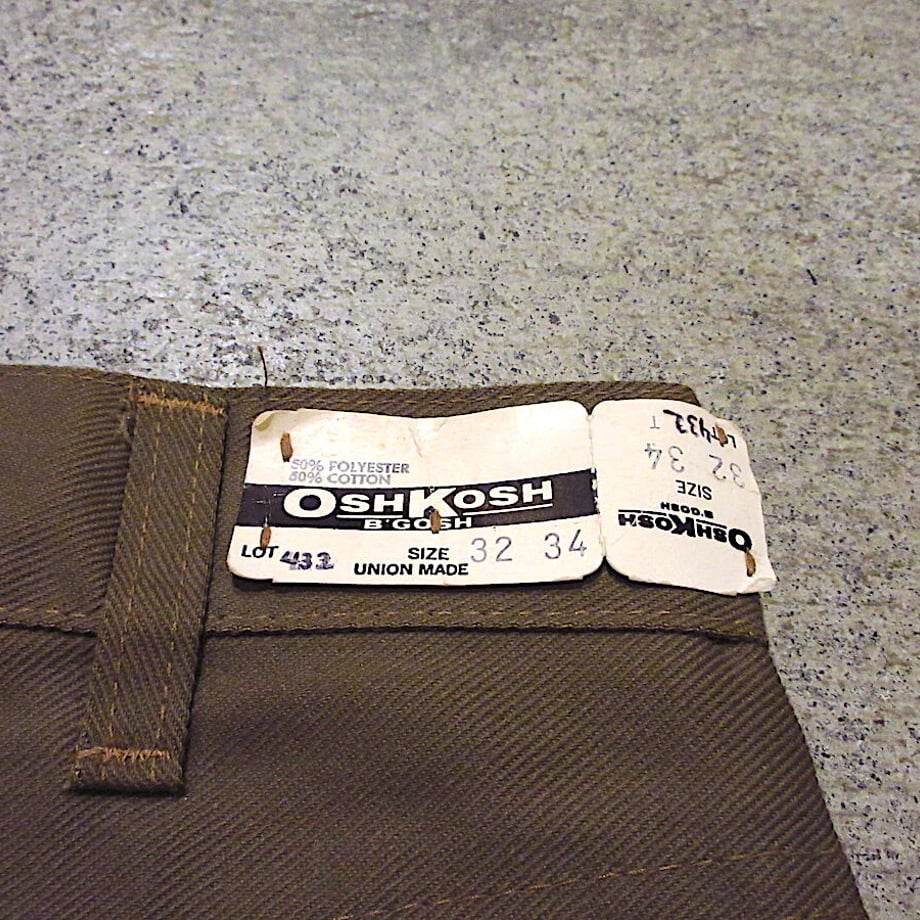 50% POLYESTER
50% COTTON
OSHKOSH
B'GOSH
LOT 432 SIZE 32 34
UNION MADE
LOT 432 T
32 34
SIZE
OSHKOSH
B'GOSH